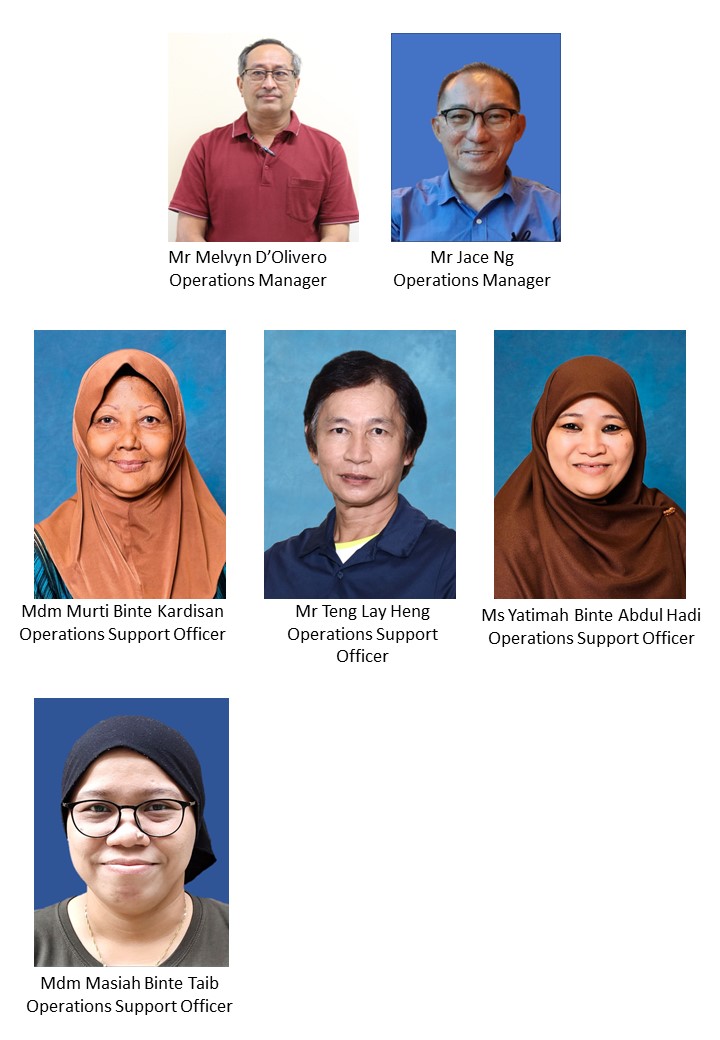 Mr Melvyn D’Olivero
Operations Manager
Mr Jace Ng
Operations Manager
Mdm Murti Binte Kardisan
Operations Support Officer
Mr Teng Lay Heng
Operations Support
Officer
Ms Yatimah Binte Abdul Hadi
Operations Support Officer
Mdm Masiah Binte Taib
Operations Support Officer